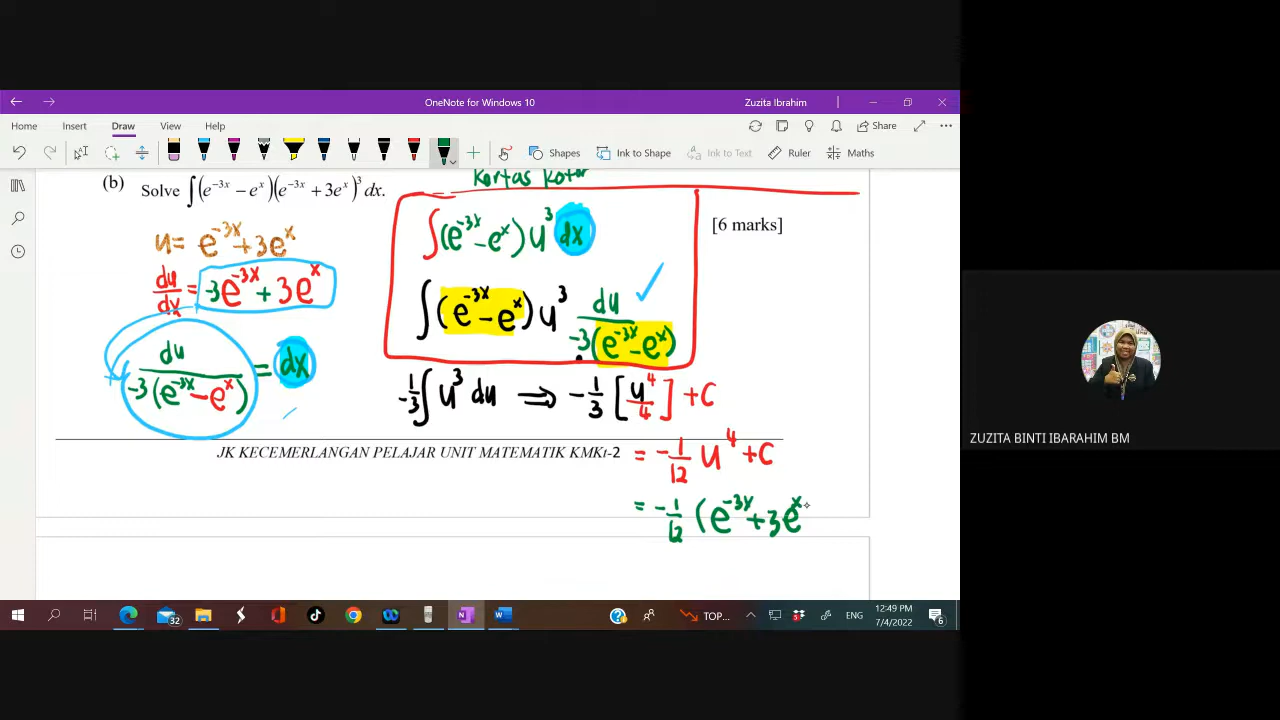 OneNote for Windows 10
Zuzita Ibrahim
Home Insert Draw View Help
Share
Shapes Ink to Shape Ink to Text Ruler Maths
Kertas Kotor
(b) Solve ∫(e^{-3x} − e^x)(e^{-3x} + 3e^x)^3 dx.
[6 marks]
u = e^{-3x} + 3e^x
du/dx = -3e^{-3x} + 3e^x
du/-3(e^{-3x} − e^x) = dx
∫(e^{-3x} − e^x) u^3 dx
∫(e^{-3x} − e^x) u^3 du/-3(e^{-3x} − e^x)
1/-3 ∫ u^3 du ⇒ -1/3 [u^4/4] + C
= -1/12 u^4 + C
= -1/12 (e^{-3x} + 3e^x
JK KECEMERLANGAN PELAJAR UNIT MATEMATIK KMKt-2
ZUZITA BINTI IBARAHIM BM
32
TOP...
5
ENG
12:49 PM
7/4/2022
6